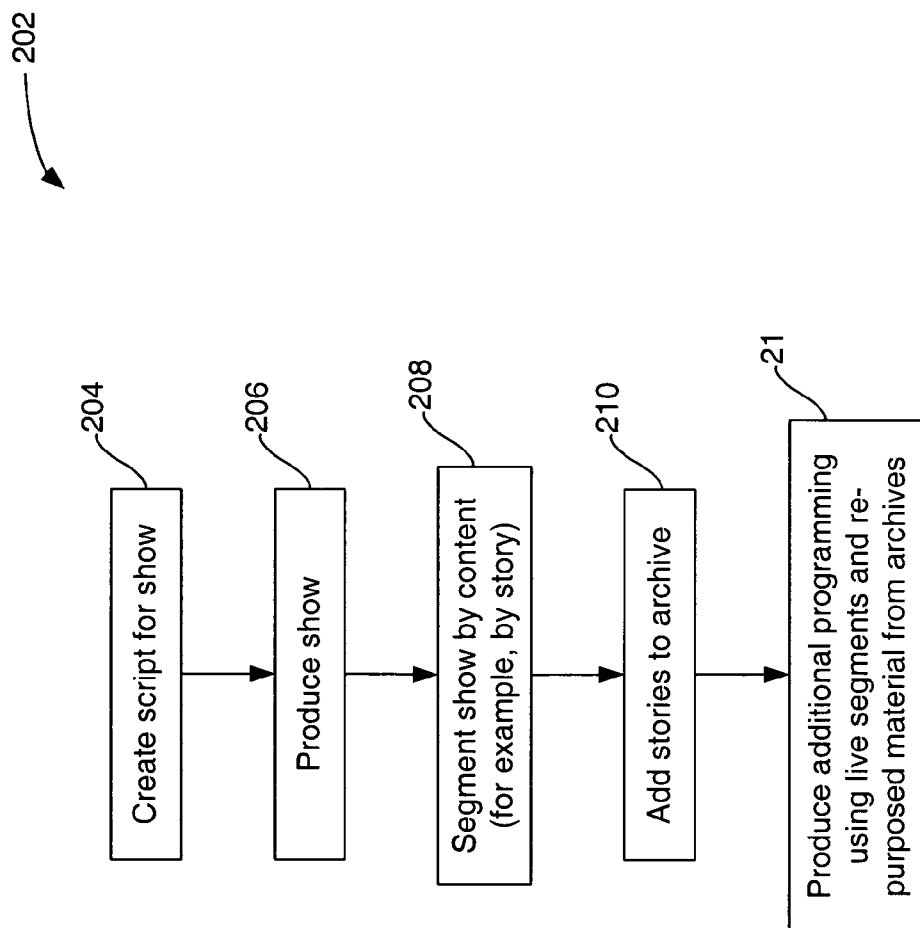 202
204
Create script for show
206
Produce show
208
Segment show by content
(for example, by story)
210
Add stories to archive
21
Produce additional programming
using live segments and re-
purposed material from archives